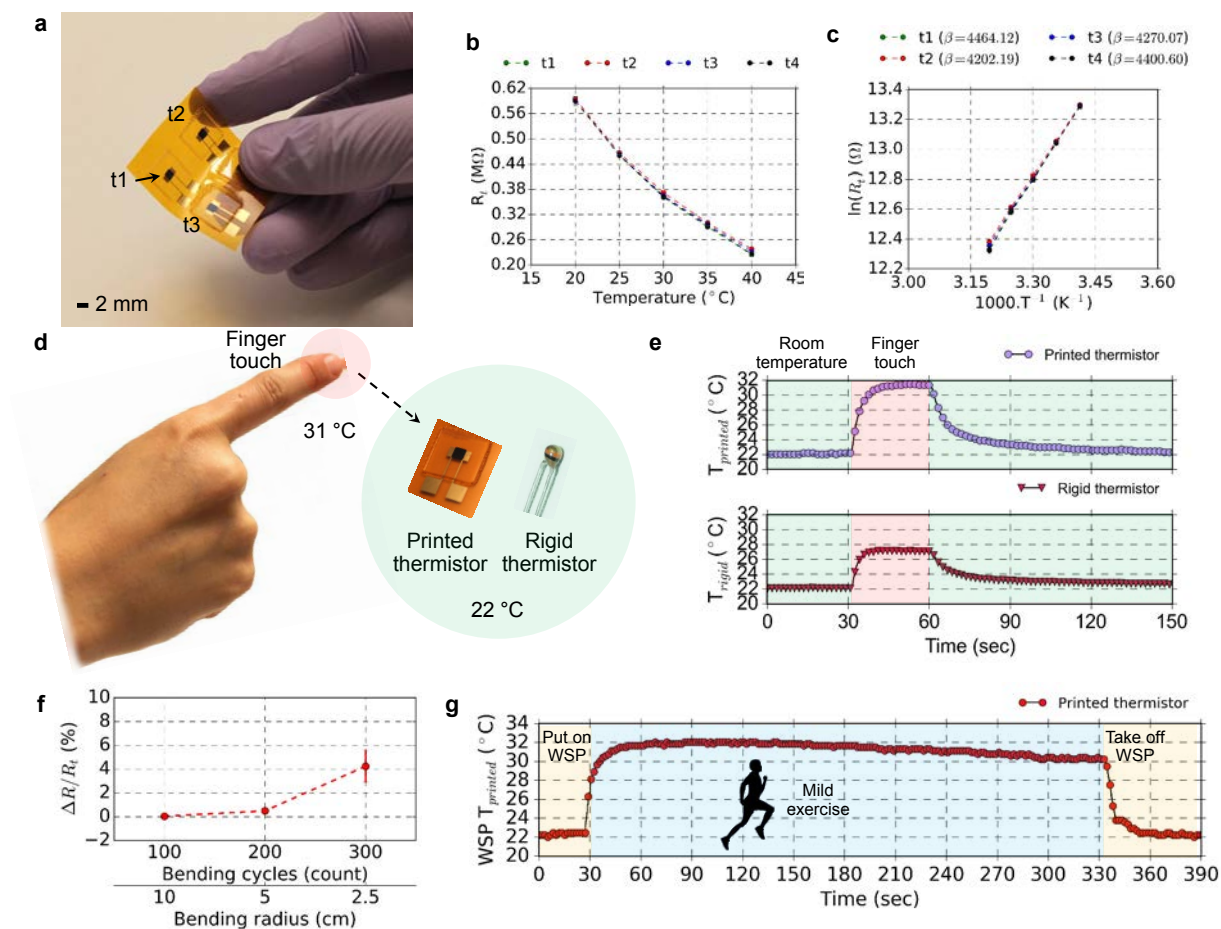 a
t2
t1
t3
2 mm
b
t1 t2 t3 t4
R_t (MΩ)
0.62
0.56
0.50
0.44
0.38
0.32
0.26
0.20
15 20 25 30 35 40 45
Temperature (°C)
c
t1 (β=4464.12) t3 (β=4270.07)
t2 (β=4202.19) t4 (β=4400.60)
ln(R_t) (Ω)
13.4
13.2
13.0
12.8
12.6
12.4
12.2
3.00 3.15 3.30 3.45 3.60
1000.T⁻¹ (K⁻¹)
d
Finger
touch
31 °C
Printed
thermistor
Rigid
thermistor
22 °C
e
Room
temperature
Finger
touch
Printed thermistor
T_printed (°C)
32
30
28
26
24
22
20
Rigid thermistor
T_rigid (°C)
32
30
28
26
24
22
20
0 30 60 90 120 150
Time (sec)
f
ΔR/R_t (%)
10
8
6
4
2
0
−2
100 200 300
Bending cycles (count)
10 5 2.5
Bending radius (cm)
g
Printed thermistor
WSP T_printed (°C)
34
32
30
28
26
24
22
20
Put on
WSP
Mild
exercise
Take off
WSP
0 30 60 90 120 150 180 210 240 270 300 330 360 390
Time (sec)